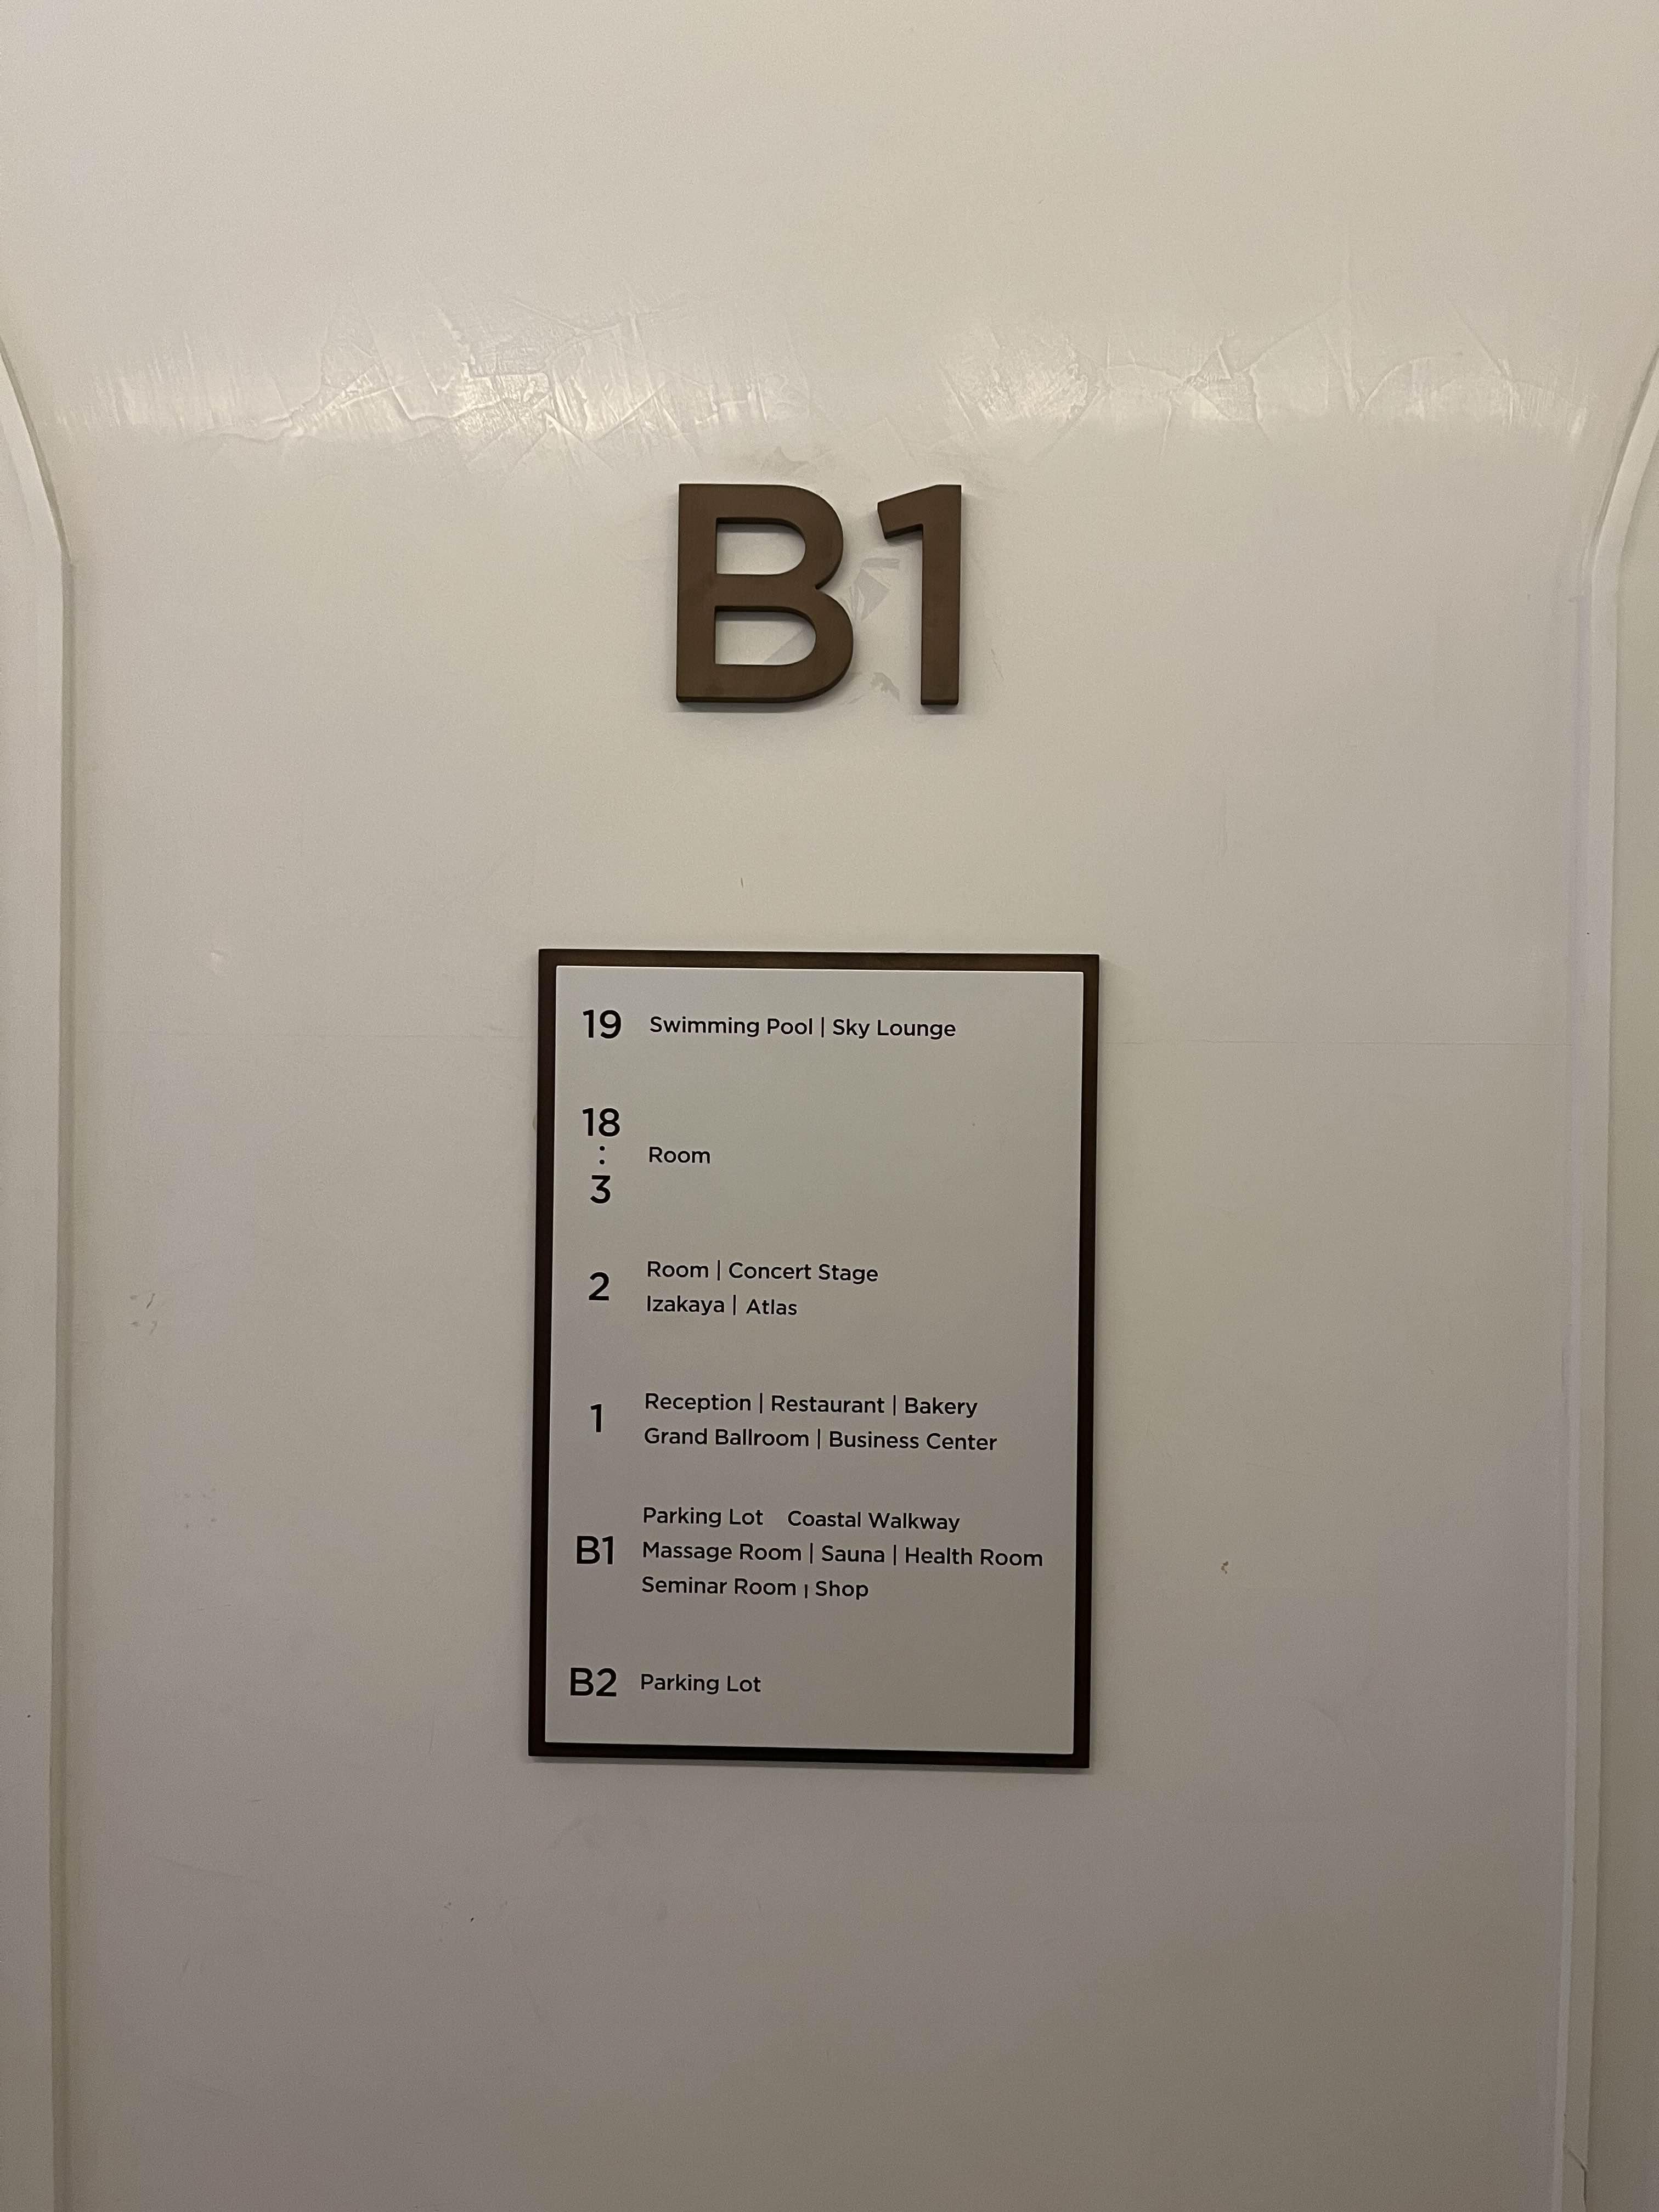 B1
19 Swimming Pool | Sky Lounge
18
:
Room
3
2
Room | Concert Stage
Izakaya | Atlas
1
Reception | Restaurant | Bakery
Grand Ballroom | Business Center
B1
Parking Lot Coastal Walkway
Massage Room | Sauna | Health Room
Seminar Room | Shop
B2 Parking Lot